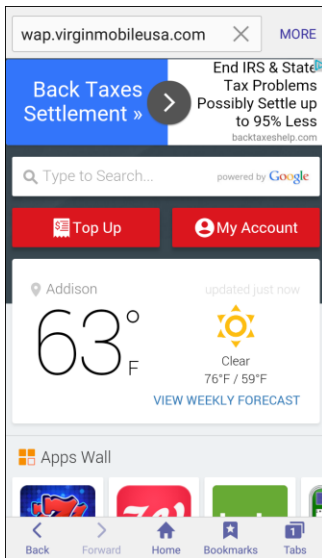 wap.virginmobileusa.com
MORE
Back Taxes
Settlement »
End IRS & State
Tax Problems
Possibly Settle up
to 95% Less
backtaxeshelp.com
Type to Search...
powered by Google
Top Up
My Account
Addison
updated just now
63°F
Clear
76°F / 59°F
VIEW WEEKLY FORECAST
Apps Wall
Back
Forward
Home
Bookmarks
1
Tabs